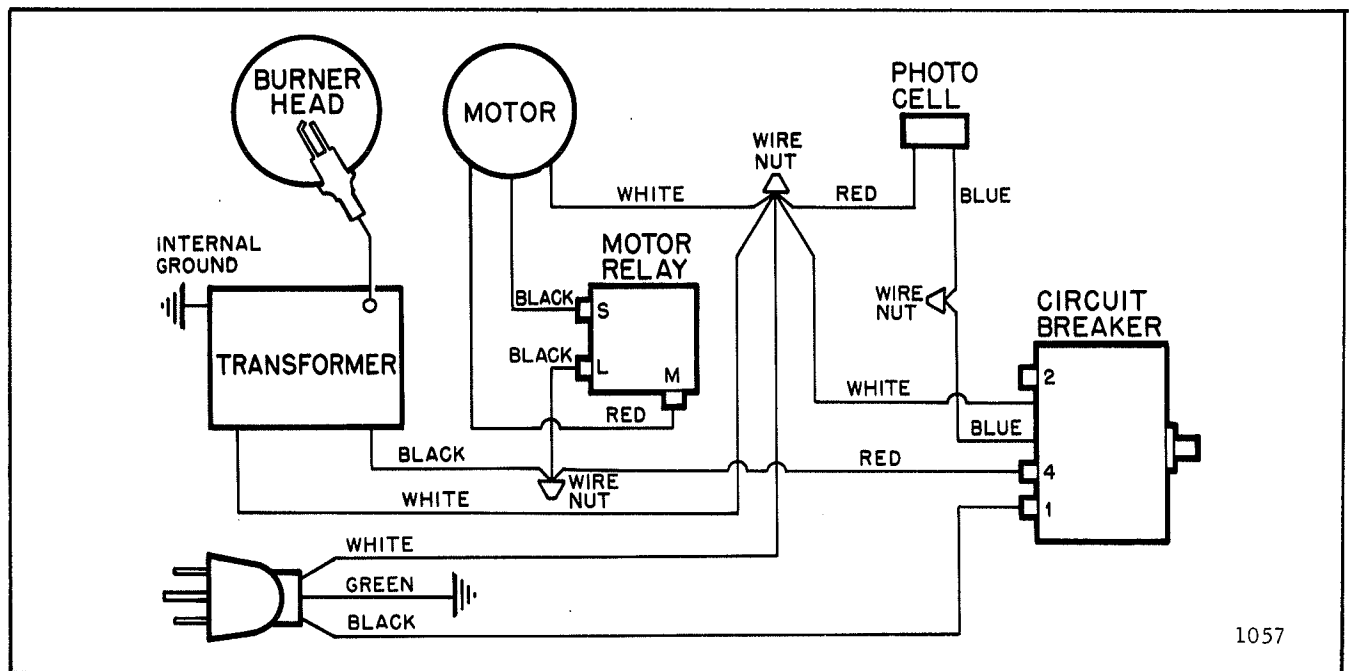 BURNER
HEAD
MOTOR
PHOTO
CELL
WIRE
NUT
WHITE
RED
BLUE
INTERNAL
GROUND
MOTOR
RELAY
BLACK
S
WIRE
NUT
CIRCUIT
BREAKER
TRANSFORMER
BLACK
L
M
2
WHITE
RED
BLUE
BLACK
RED
4
WIRE
NUT
WHITE
1
WHITE
GREEN
BLACK
1057